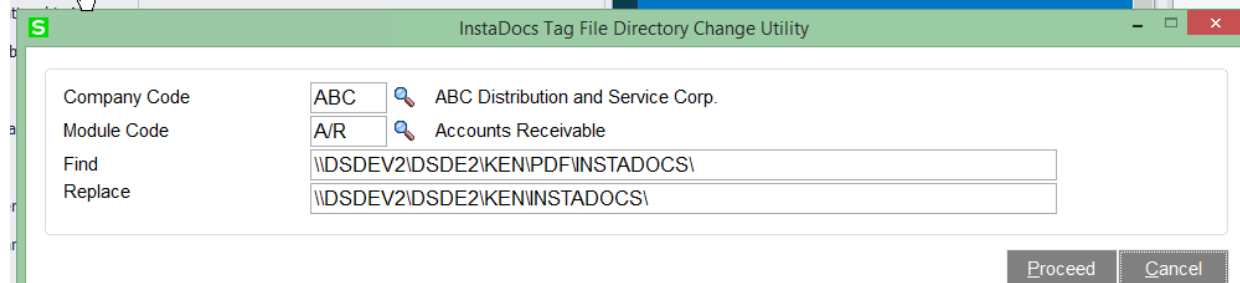 S InstaDocs Tag File Directory Change Utility
Company Code ABC ABC Distribution and Service Corp.
Module Code A/R Accounts Receivable
Find \\DSDEV2\DSDE2\KEN\PDF\INSTADOCS\
Replace \\DSDEV2\DSDE2\KEN\INSTADOCS\
Proceed Cancel